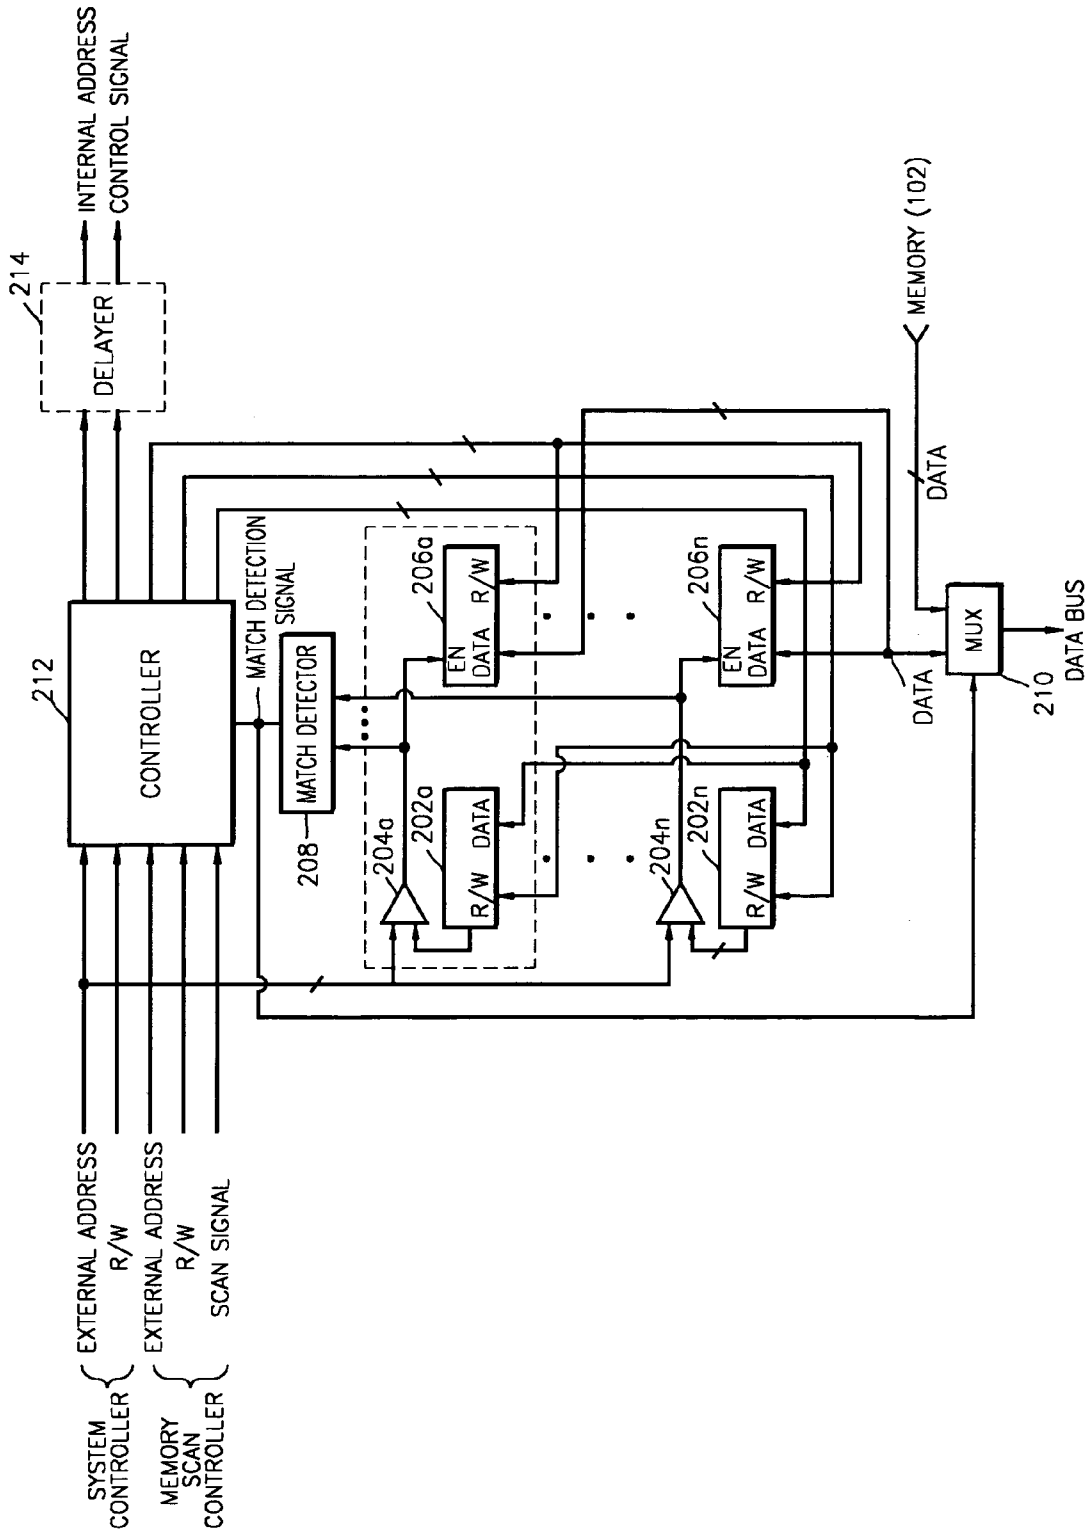 SYSTEM
CONTROLLER
EXTERNAL ADDRESS
R/W
MEMORY
SCAN
CONTROLLER
EXTERNAL ADDRESS
R/W
SCAN SIGNAL
212
CONTROLLER
214
DELAYER
INTERNAL ADDRESS
CONTROL SIGNAL
MATCH DETECTION
SIGNAL
208
MATCH DETECTOR
204a
202a
R/W DATA
206a
EN
DATA R/W
204n
202n
R/W DATA
206n
EN
DATA R/W
DATA
DATA
MEMORY (102)
MUX
210
DATA BUS